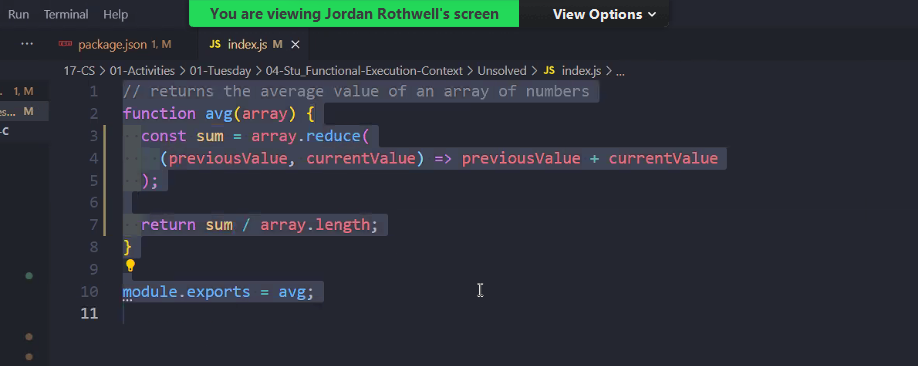 Run Terminal Help
You are viewing Jordan Rothwell's screen View Options
... package.json 1, M JS index.js M ×
17-CS > 01-Activities > 01-Tuesday > 04-Stu_Functional-Execution-Context > Unsolved > JS index.js > ...
1, M
es... M
-C
1 // returns the average value of an array of numbers
2 function avg(array) {
3 const sum = array.reduce(
4 (previousValue, currentValue) => previousValue + currentValue
5 );
6
7 return sum / array.length;
8 }
9
10 module.exports = avg;
11